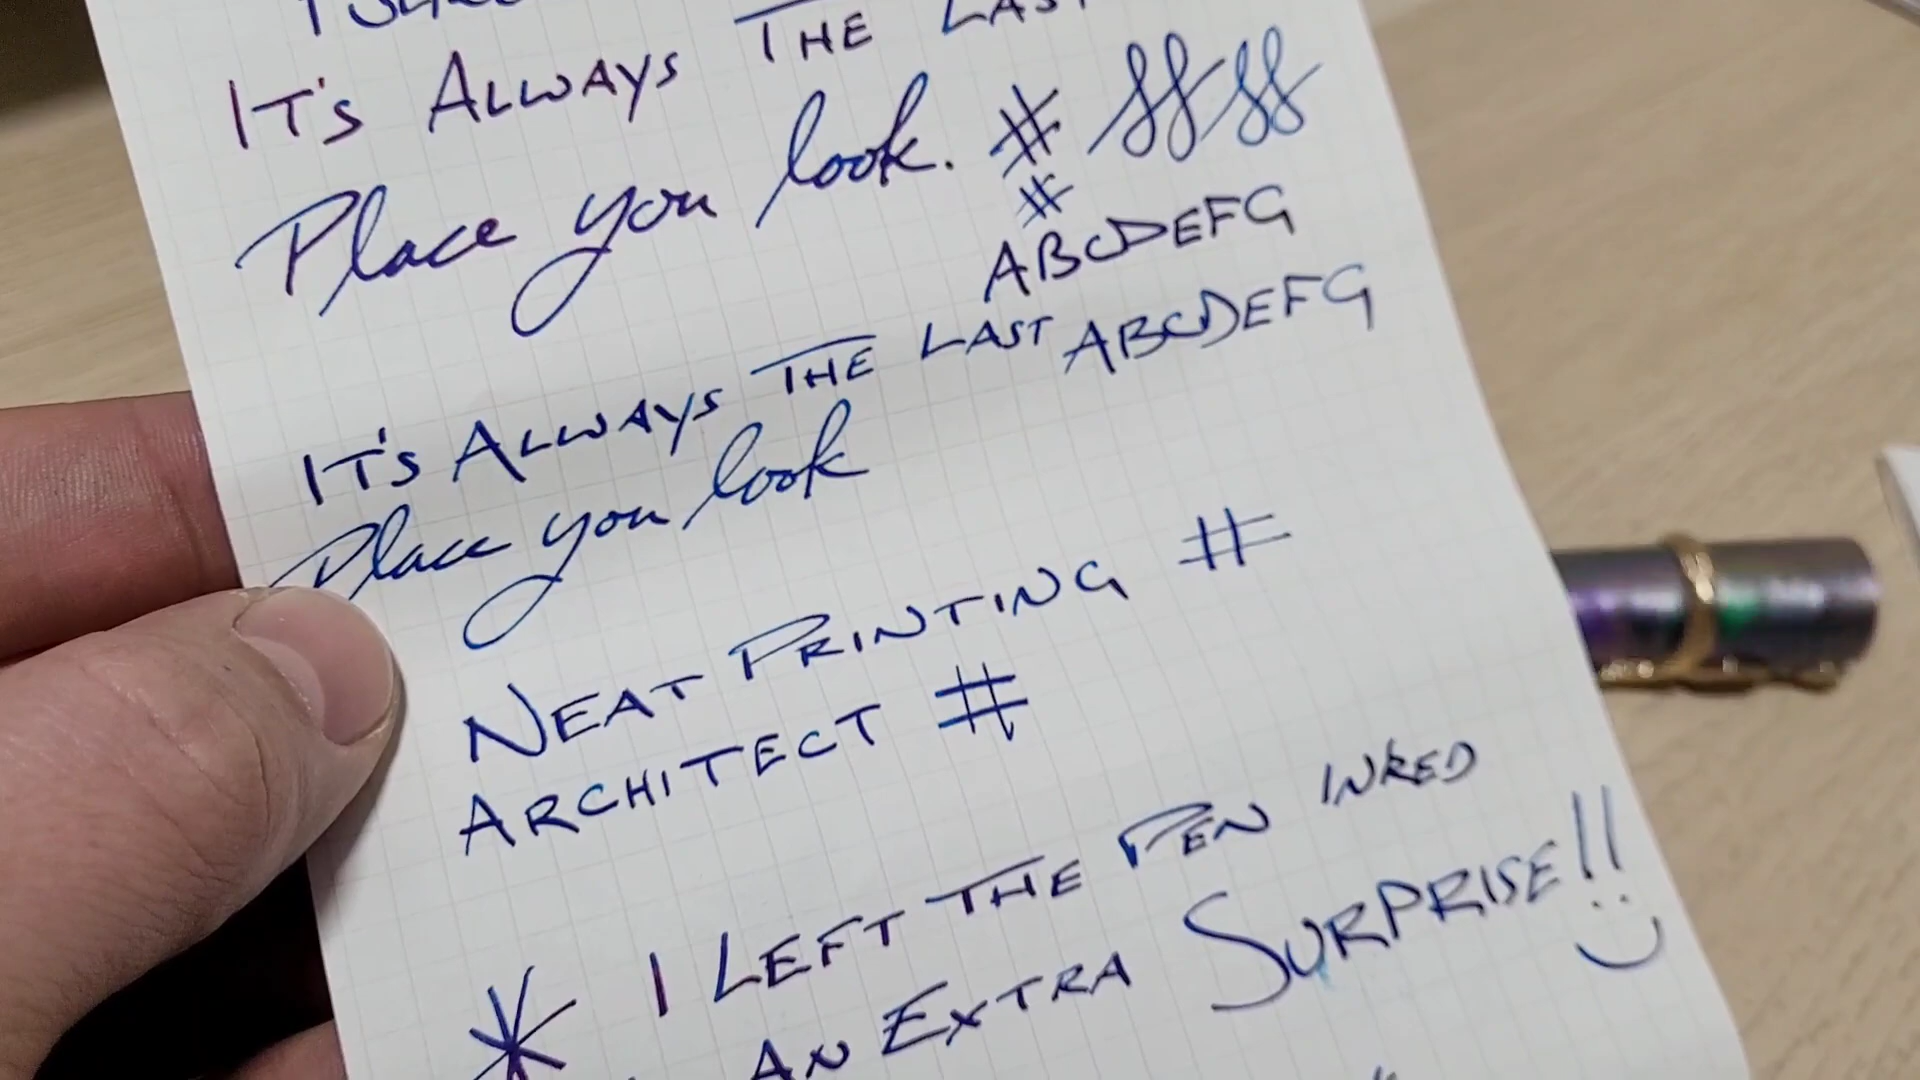 IT'S ALWAYS THE LAST
Place you look. # ffff
#
ABCDEFG
IT'S ALWAYS THE LAST ABCDEFG
Place you look
NEAT PRINTING #
ARCHITECT #
* I LEFT THE PEN INKED
AN EXTRA SURPRISE!! :)